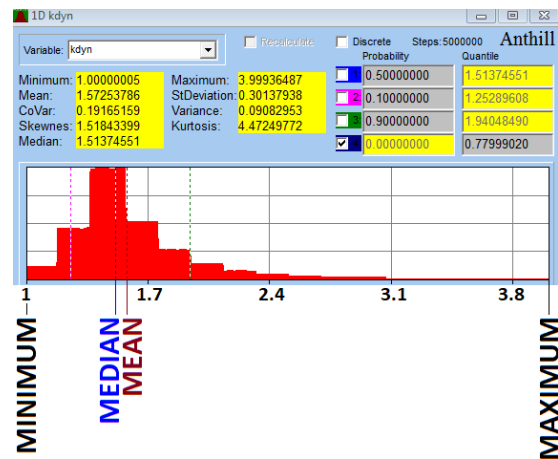 1D kdyn
Variable: kdyn
Recalculate
Discrete Steps:5000000 Anthill
Probability Quantile
Minimum: 1.00000005 Maximum: 3.99936487
Mean: 1.57253786 StDeviation: 0.30137938
CoVar: 0.19165159 Variance: 0.09082953
Skewnes: 1.51843399 Kurtosis: 4.47249772
Median: 1.51374551
1 0.50000000 1.51374551
2 0.10000000 1.25289608
3 0.90000000 1.94048490
4 0.00000000 0.77999020
1 1.7 2.4 3.1 3.8
MINIMUM
MEDIAN
MEAN
MAXIMUM